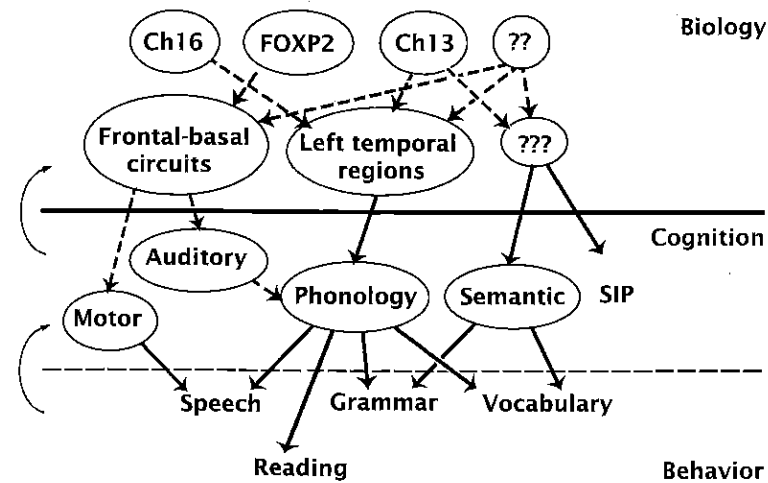 Biology
Ch16
FOXP2
Ch13
??
Frontal-basal
circuits
Left temporal
regions
???
Cognition
Auditory
Phonology
Semantic
SIP
Motor
Speech
Grammar
Vocabulary
Reading
Behavior